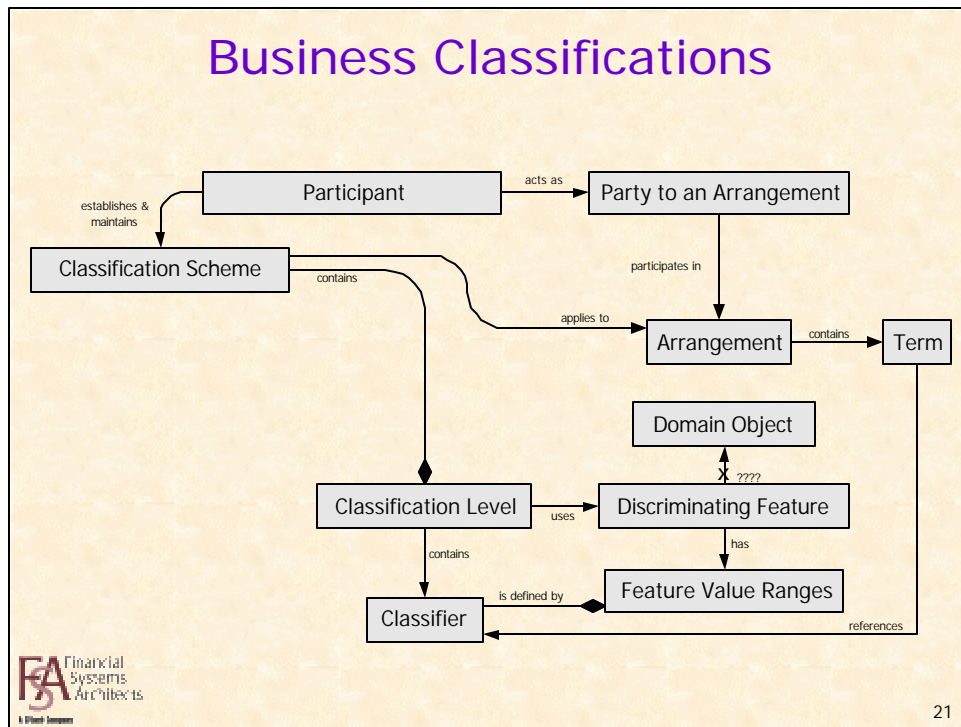 Business Classifications
Participant
acts as
Party to an Arrangement
establishes &
maintains
Classification Scheme
contains
participates in
applies to
Arrangement
contains
Term
Domain Object
X ????
Classification Level
uses
Discriminating Feature
contains
has
is defined by
Feature Value Ranges
Classifier
references
FSA Financial
Systems
Architects
21